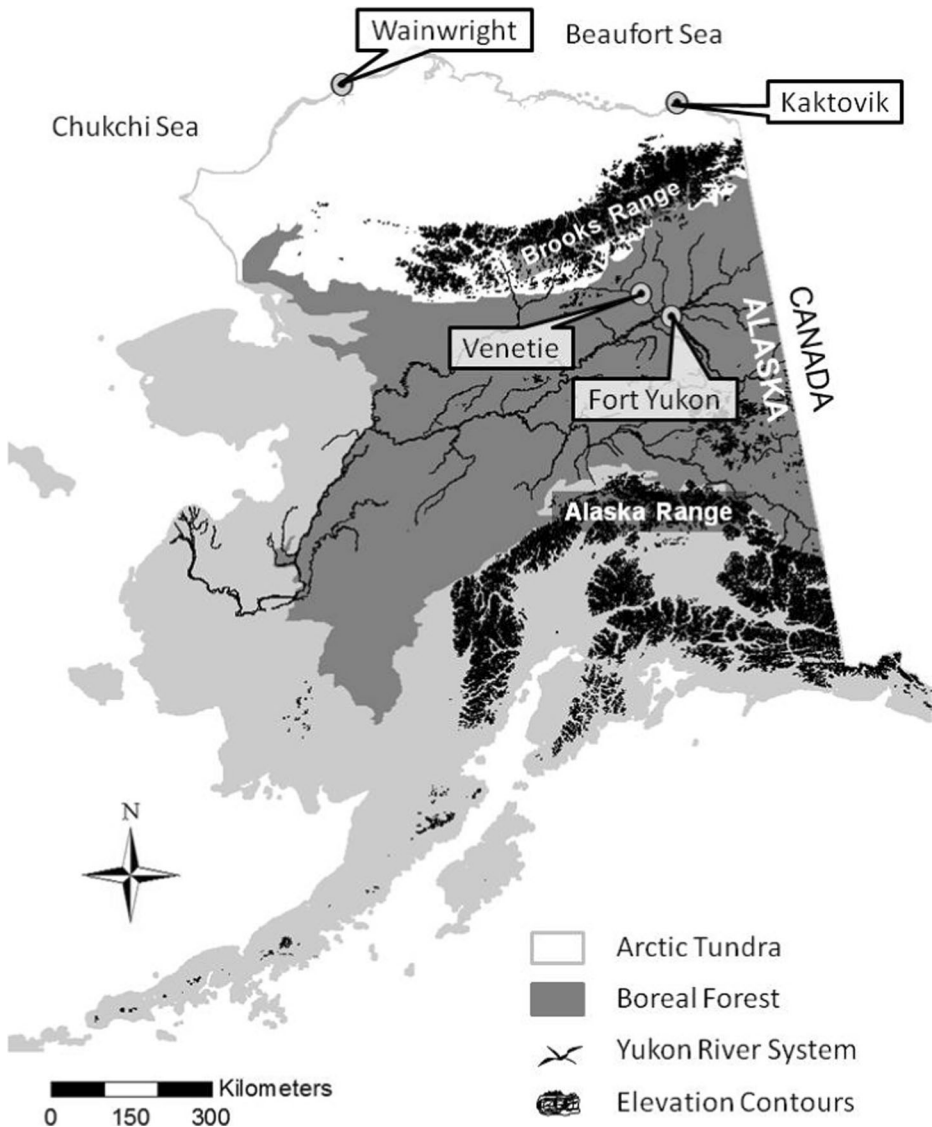 Wainwright
Beaufort Sea
Kaktovik
Chukchi Sea
Brooks Range
CANADA
ALASKA
Venetie
Fort Yukon
Alaska Range
N
Arctic Tundra
Boreal Forest
Yukon River System
Elevation Contours
Kilometers
0 150 300